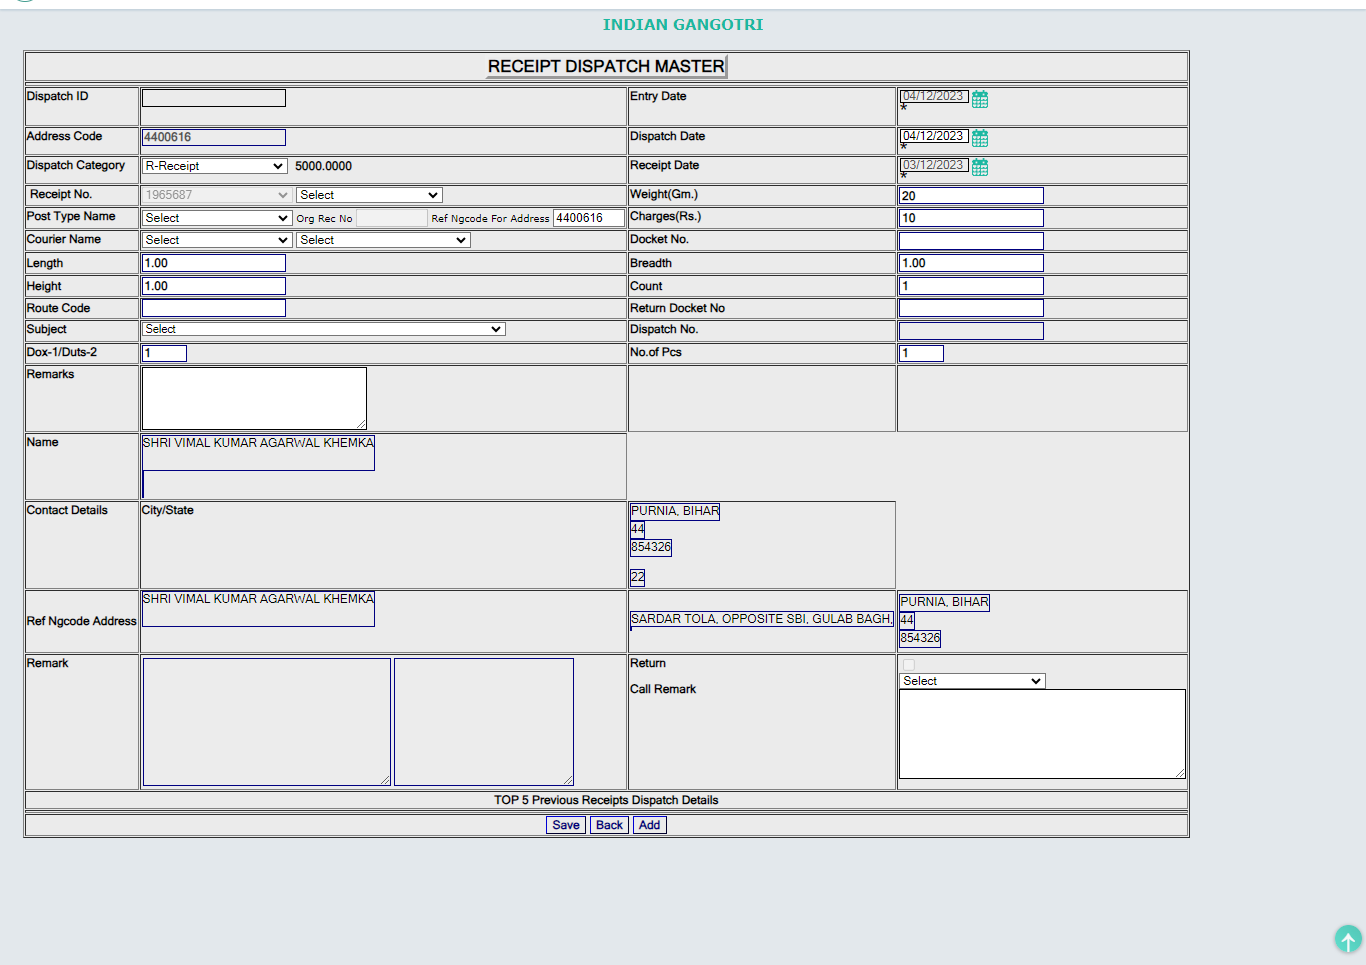 INDIAN GANGOTRI
RECEIPT DISPATCH MASTER
Dispatch ID Entry Date 04/12/2023 *
Address Code 4400616 Dispatch Date 04/12/2023 *
Dispatch Category R-Receipt 5000.0000 Receipt Date 03/12/2023 *
Receipt No. 1965687 Select Weight(Gm.) 20
Post Type Name Select Org Rec No Ref Ngcode For Address 4400616 Charges(Rs.) 10
Courier Name Select Select Docket No.
Length 1.00 Breadth 1.00
Height 1.00 Count 1
Route Code Return Docket No
Subject Select Dispatch No.
Dox-1/Duts-2 1 No.of Pcs 1
Remarks
Name SHRI VIMAL KUMAR AGARWAL KHEMKA
Contact Details City/State PURNIA, BIHAR
44
854326
22
Ref Ngcode Address SHRI VIMAL KUMAR AGARWAL KHEMKA SARDAR TOLA, OPPOSITE SBI, GULAB BAGH, PURNIA, BIHAR
44
854326
Remark Return
Call Remark Select
TOP 5 Previous Receipts Dispatch Details
Save Back Add